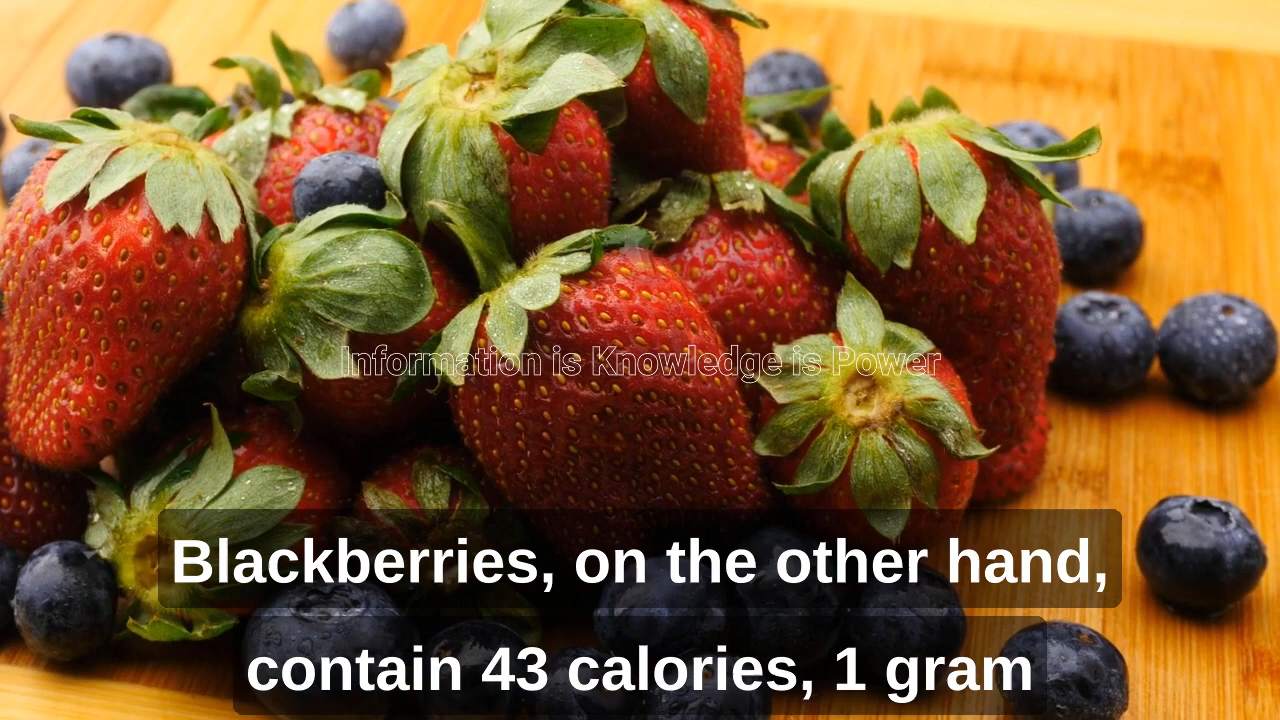 Information is Knowledge is Power
Blackberries, on the other hand,
contain 43 calories, 1 gram